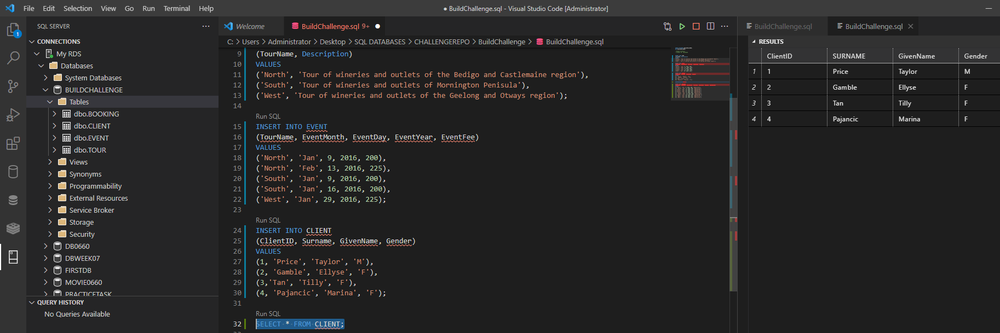 File Edit Selection View Go Run Terminal Help
● BuildChallenge.sql - Visual Studio Code [Administrator]
1
SQL SERVER
CONNECTIONS
My RDS
Databases
System Databases
BUILDCHALLENGE
Tables
dbo.BOOKING
dbo.CLIENT
dbo.EVENT
dbo.TOUR
Views
Synonyms
Programmability
External Resources
Service Broker
Storage
Security
DB0660
DBWEEK07
FIRSTDB
MOVIE0660
PRACTICETASK
QUERY HISTORY
No Queries Available
Welcome
BuildChallenge.sql 9+
C: > Users > Administrator > Desktop > SQL DATABASES > CHALLENGEREPO > BuildChallenge > BuildChallenge.sql
9 (TourName, Description)
10 VALUES
11 ('North', 'Tour of wineries and outlets of the Bedigo and Castlemaine region'),
12 ('South', 'Tour of wineries and outlets of Mornington Penisula'),
13 ('West', 'Tour of wineries and outlets of the Geelong and Otways region');
14
Run SQL
15 INSERT INTO EVENT
16 (TourName, EventMonth, EventDay, EventYear, EventFee)
17 VALUES
18 ('North', 'Jan', 9, 2016, 200),
19 ('North', 'Feb', 13, 2016, 225),
20 ('South', 'Jan', 9, 2016, 200),
21 ('South', 'Jan', 16, 2016, 200),
22 ('West', 'Jan', 29, 2016, 225);
23
Run SQL
24 INSERT INTO CLIENT
25 (ClientID, Surname, GivenName, Gender)
26 VALUES
27 (1, 'Price', 'Taylor', 'M'),
28 (2, 'Gamble', 'Ellyse', 'F'),
29 (3,'Tan', 'Tilly', 'F'),
30 (4, 'Pajancic', 'Marina', 'F');
31
Run SQL
32 SELECT * FROM CLIENT;
BuildChallenge.sql
BuildChallenge.sql
RESULTS
ClientID SURNAME GivenName Gender
1 1 Price Taylor M
2 2 Gamble Ellyse F
3 3 Tan Tilly F
4 4 Pajancic Marina F